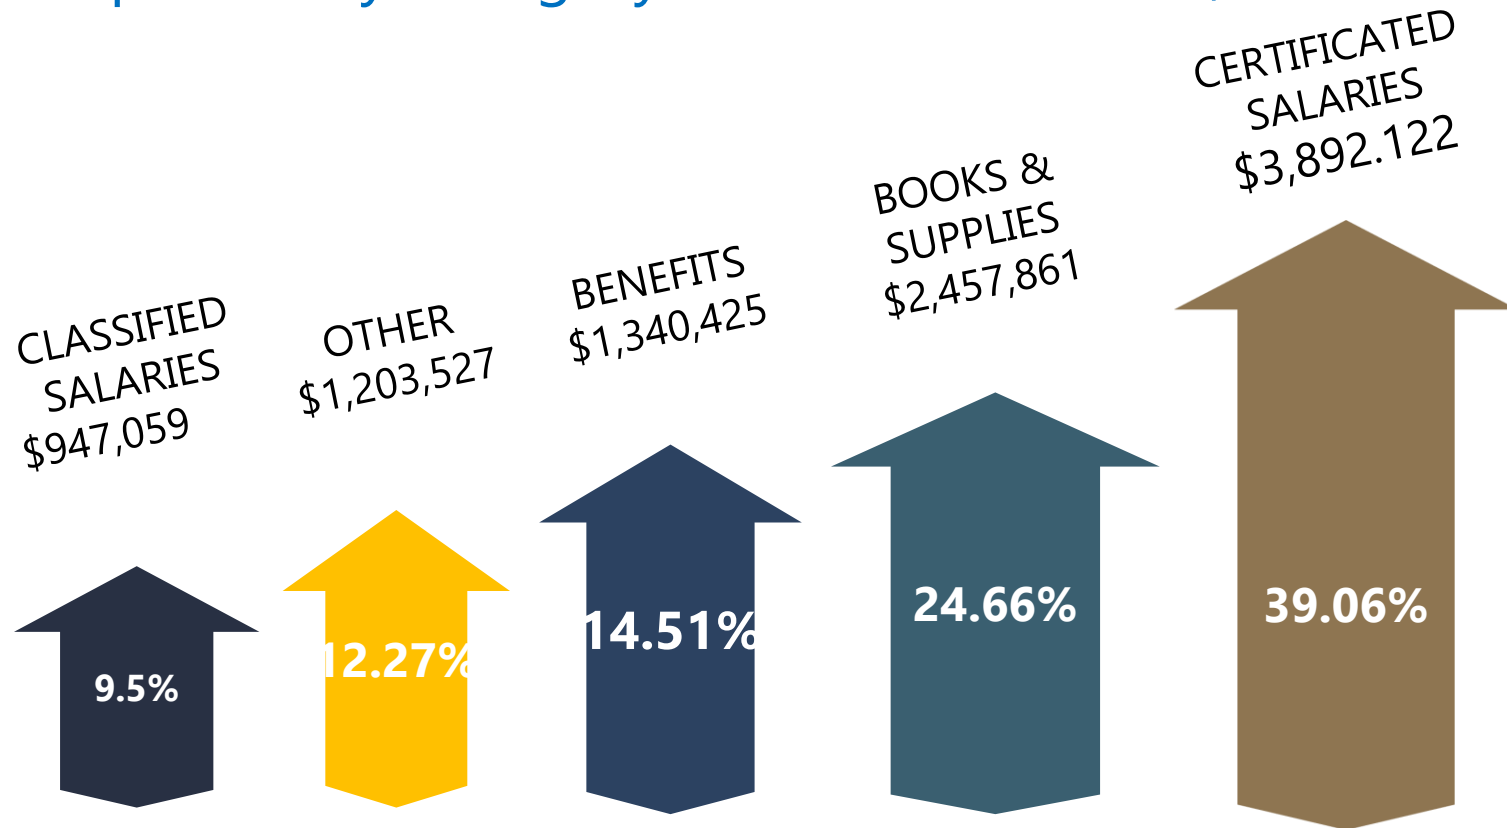 CLASSIFIED
SALARIES
$947,059
OTHER
$1,203,527
BENEFITS
$1,340,425
BOOKS &
SUPPLIES
$2,457,861
CERTIFICATED
SALARIES
$3,892.122
9.5%
12.27%
14.51%
24.66%
39.06%